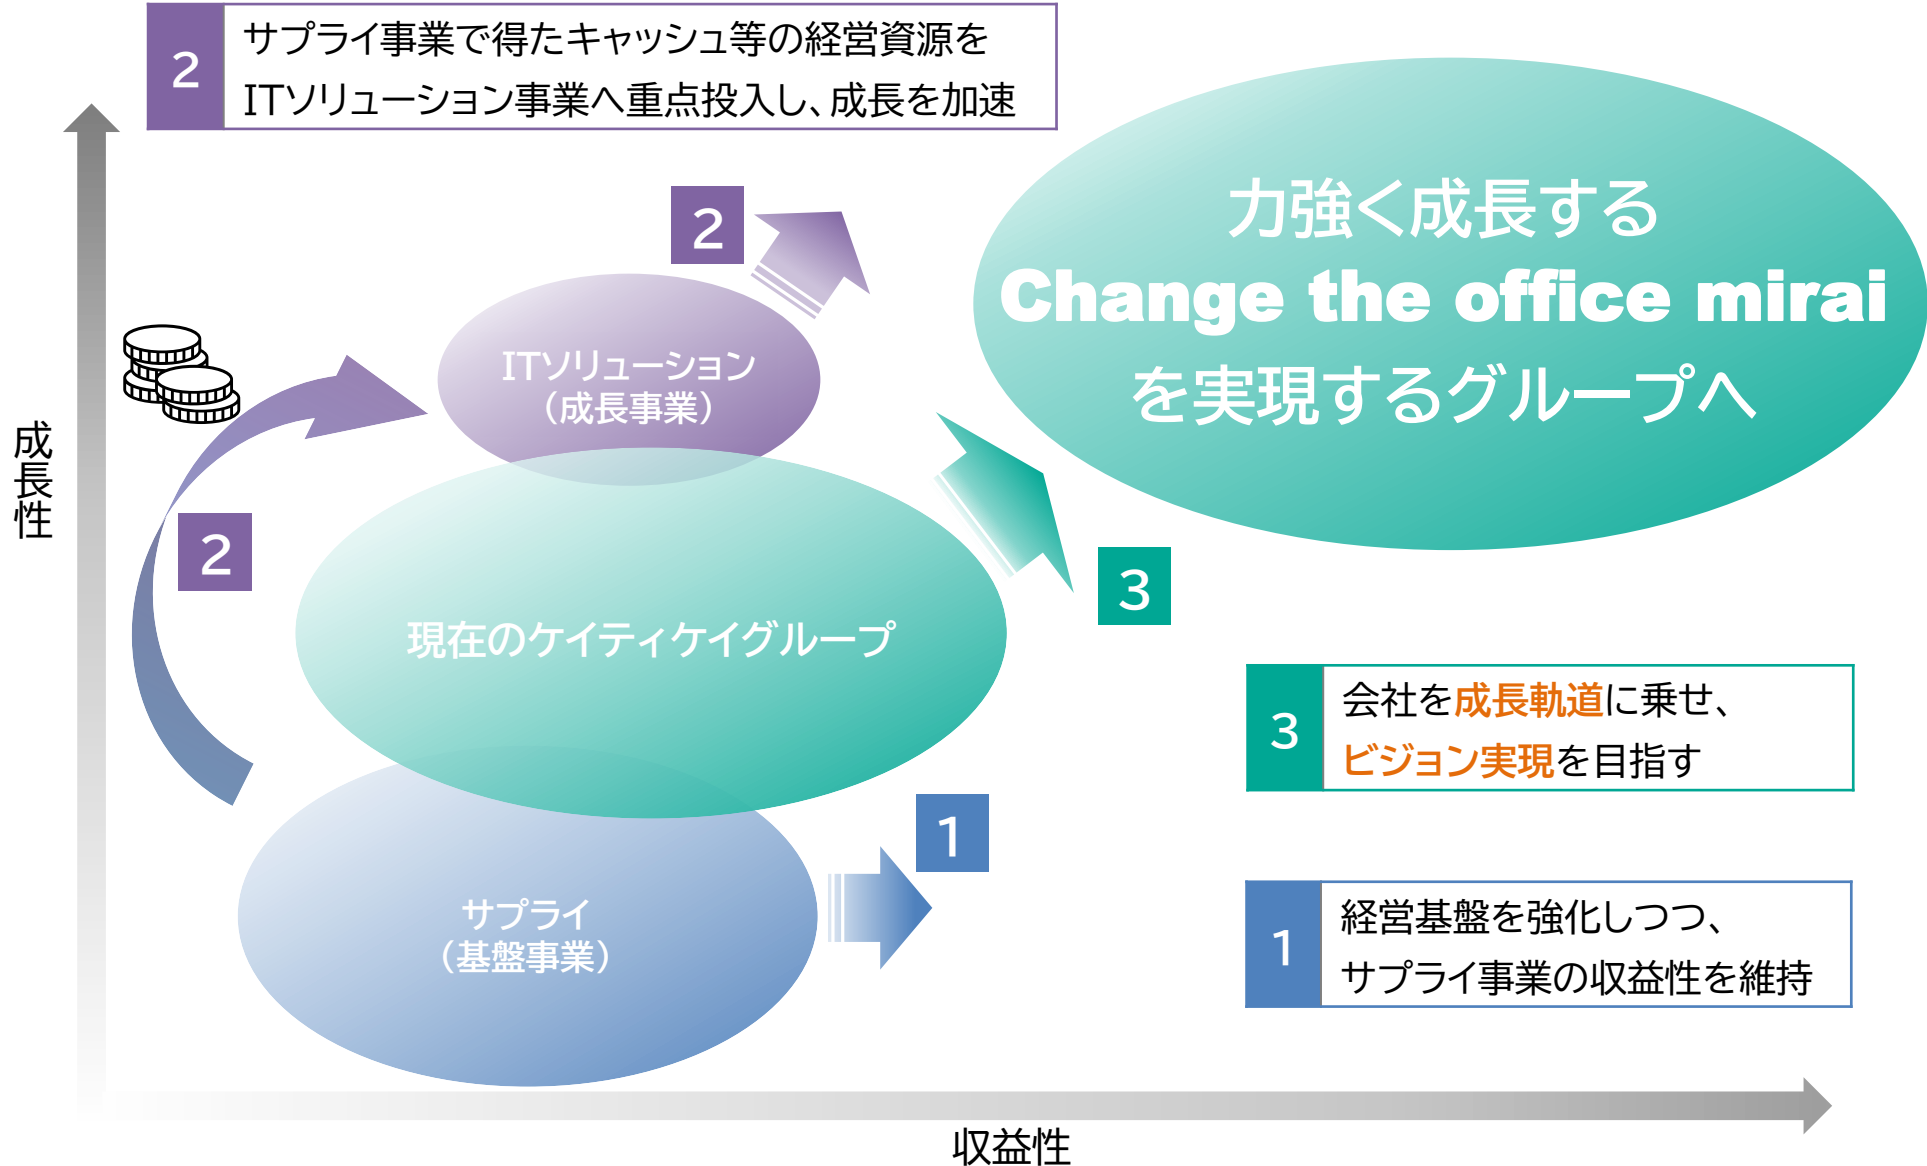 2
サプライ事業で得たキャッシュ等の経営資源を
ITソリューション事業へ重点投入し、成長を加速
力強く成長する
Change the office mirai
を実現するグループへ
2
ITソリューション
（成長事業）
成長性
2
3
現在のケイティケイグループ
3
会社を成長軌道に乗せ、
ビジョン実現を目指す
1
サプライ
（基盤事業）
1
経営基盤を強化しつつ、
サプライ事業の収益性を維持
収益性